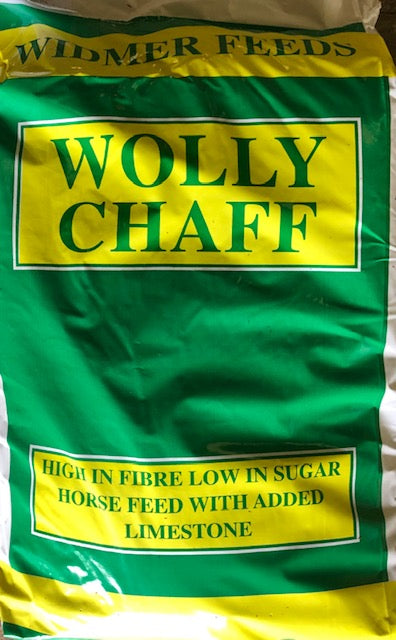 WIDMER FEEDS
WOLLY
CHAFF
HIGH IN FIBRE LOW IN SUGAR
HORSE FEED WITH ADDED
LIMESTONE